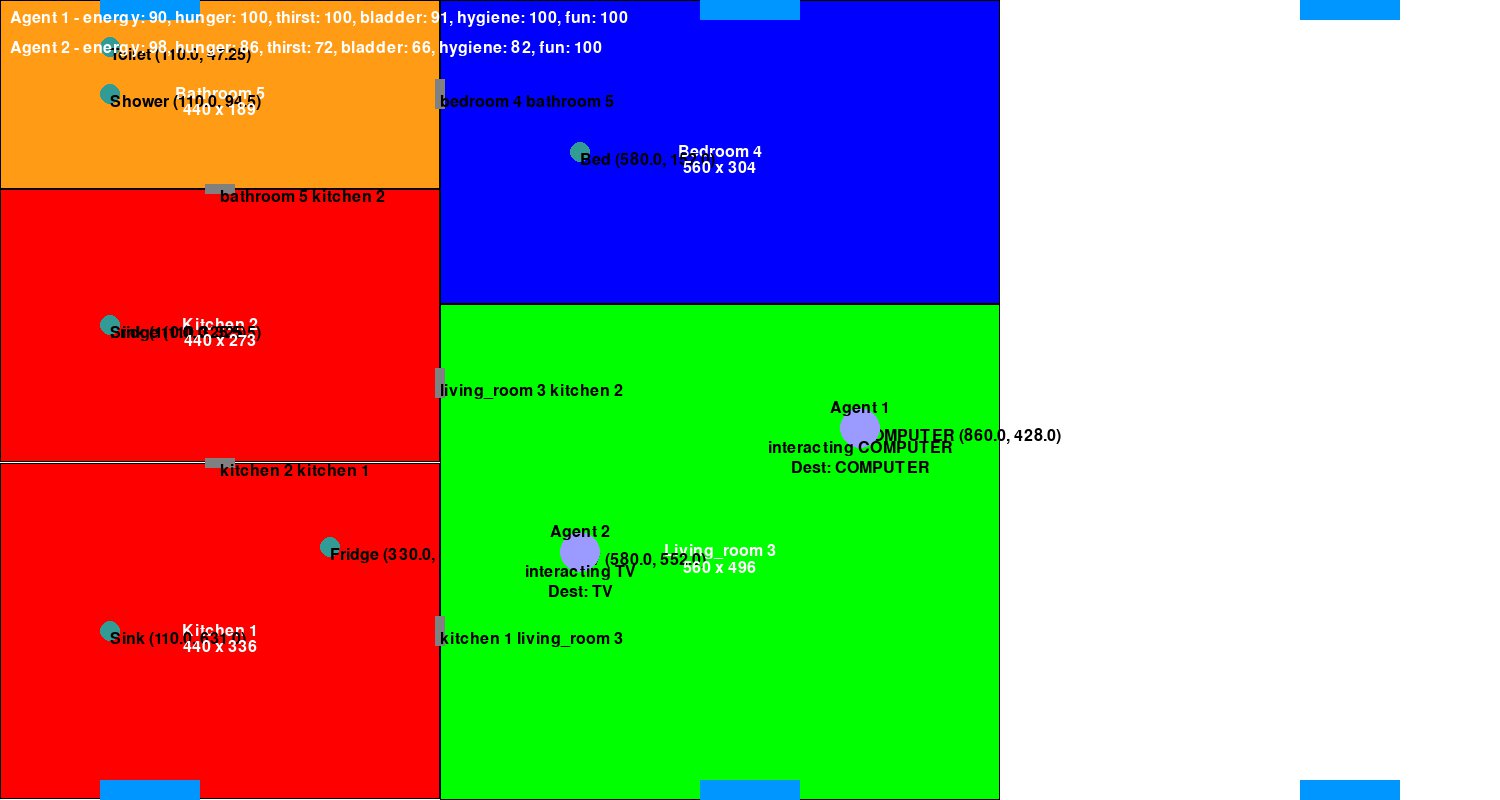 Agent 1 - energy: 90, hunger: 100, thirst: 100, bladder: 91, hygiene: 100, fun: 100
Agent 2 - energy: 98, hunger: 86, thirst: 72, bladder: 66, hygiene: 82, fun: 100
Toilet (110.0, 47.25)
Bathroom 5
Shower (110.0, 94.5)
440 x 189
bedroom 4 bathroom 5
Bedroom 4
Bed (580.0,
560 x 304
bathroom 5 kitchen 2
Kitchen 2
440 x 273
living_room 3 kitchen 2
Agent 1
COMPUTER (860.0, 428.0)
interacting COMPUTER
Dest: COMPUTER
kitchen 2 kitchen 1
Agent 2
Fridge (330.0,
(580.0, 552.0)
Living_room 3
560 x 496
interacting TV
Dest: TV
Kitchen 1
Sink (110.0,
440 x 336
kitchen 1 living_room 3